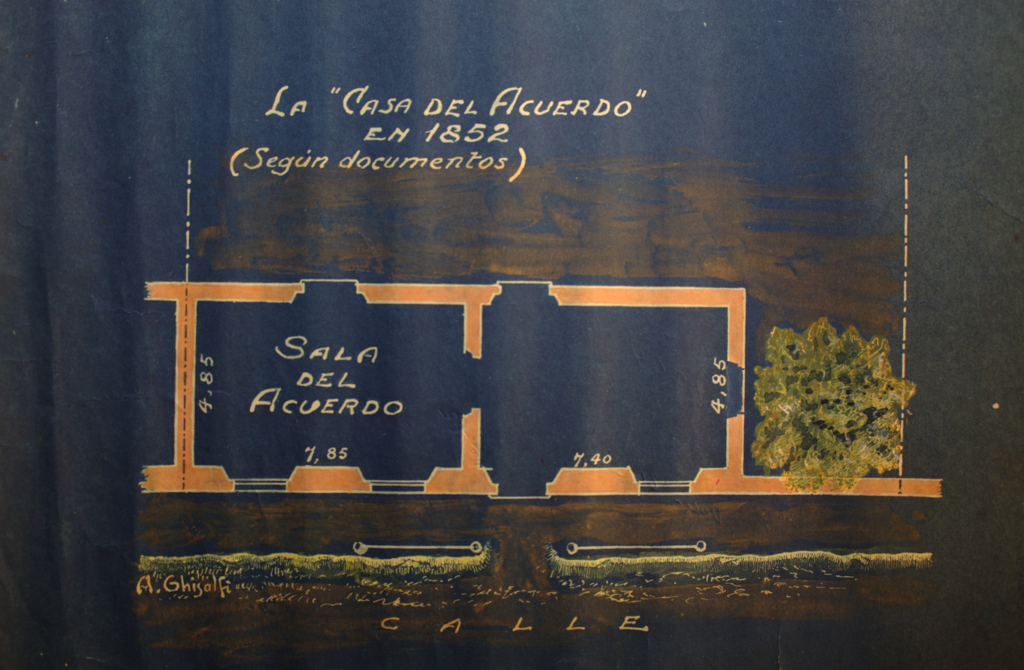 LA "CASA DEL ACUERDO"
EN 1852
(Según documentos)
4,85
SALA
DEL
ACUERDO
7,85
4,85
7,40
A. Ghisolfi
CALLE